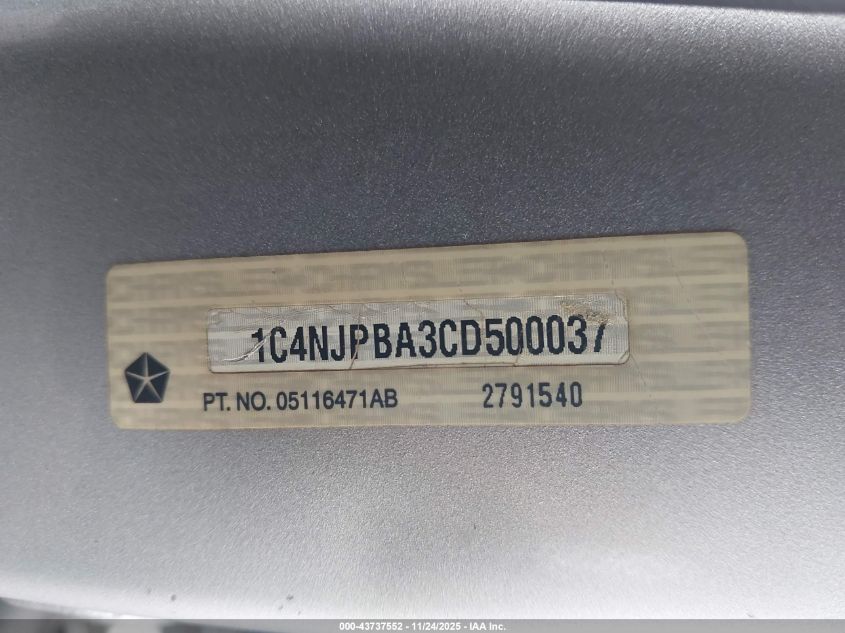 1C4NJPBA3CD500037
PT. NO. 05116471AB 2791540
000-43737552 - 11/24/2025 - IAA Inc.